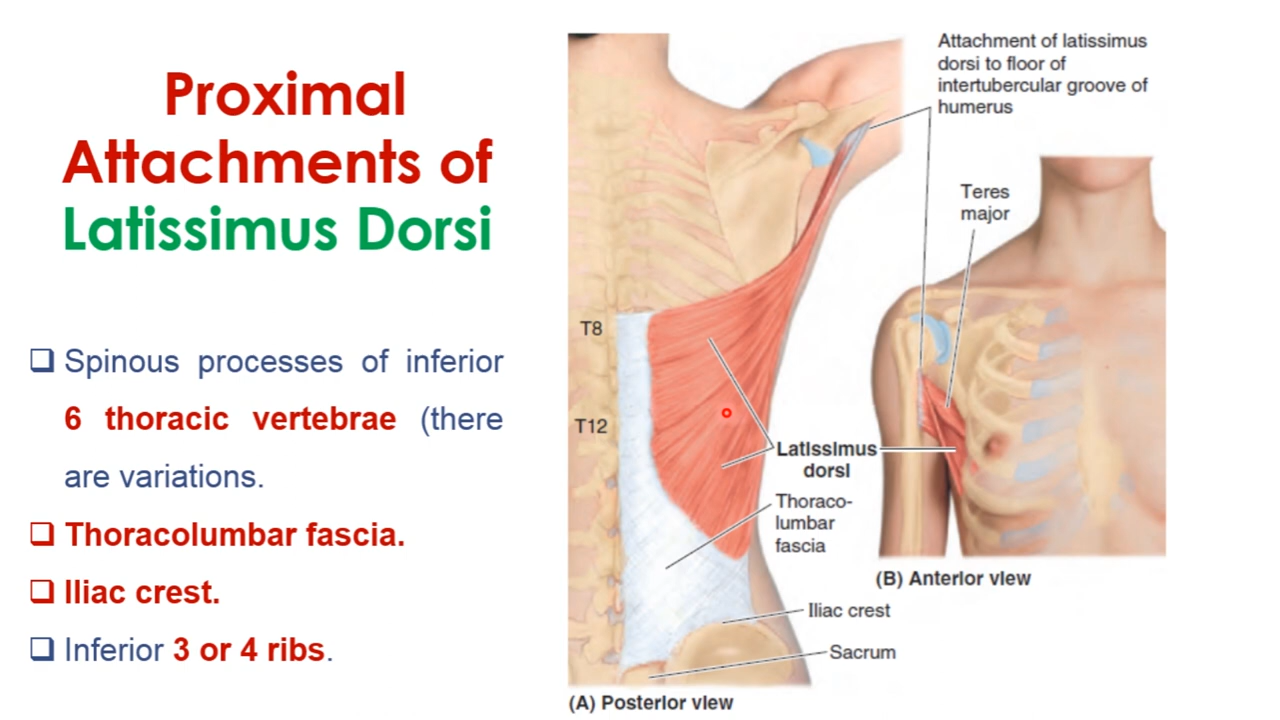 Proximal
Attachments of
Latissimus Dorsi
❑ Spinous processes of inferior
6 thoracic vertebrae (there
are variations.
❑ Thoracolumbar fascia.
❑ Iliac crest.
❑ Inferior 3 or 4 ribs.
Attachment of latissimus
dorsi to floor of
intertubercular groove of
humerus
Teres
major
T8
T12
Latissimus
dorsi
Thoraco-
lumbar
fascia
(B) Anterior view
Iliac crest
Sacrum
(A) Posterior view